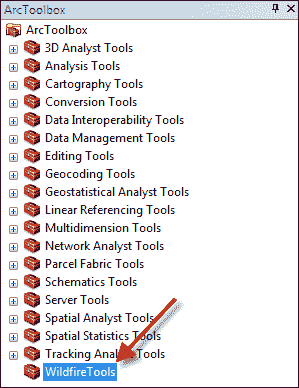 ArcToolbox
ArcToolbox
3D Analyst Tools
Analysis Tools
Cartography Tools
Conversion Tools
Data Interoperability Tools
Data Management Tools
Editing Tools
Geocoding Tools
Geostatistical Analyst Tools
Linear Referencing Tools
Multidimension Tools
Network Analyst Tools
Parcel Fabric Tools
Schematics Tools
Server Tools
Spatial Analyst Tools
Spatial Statistics Tools
Tracking Analyst Tools
WildfireTools